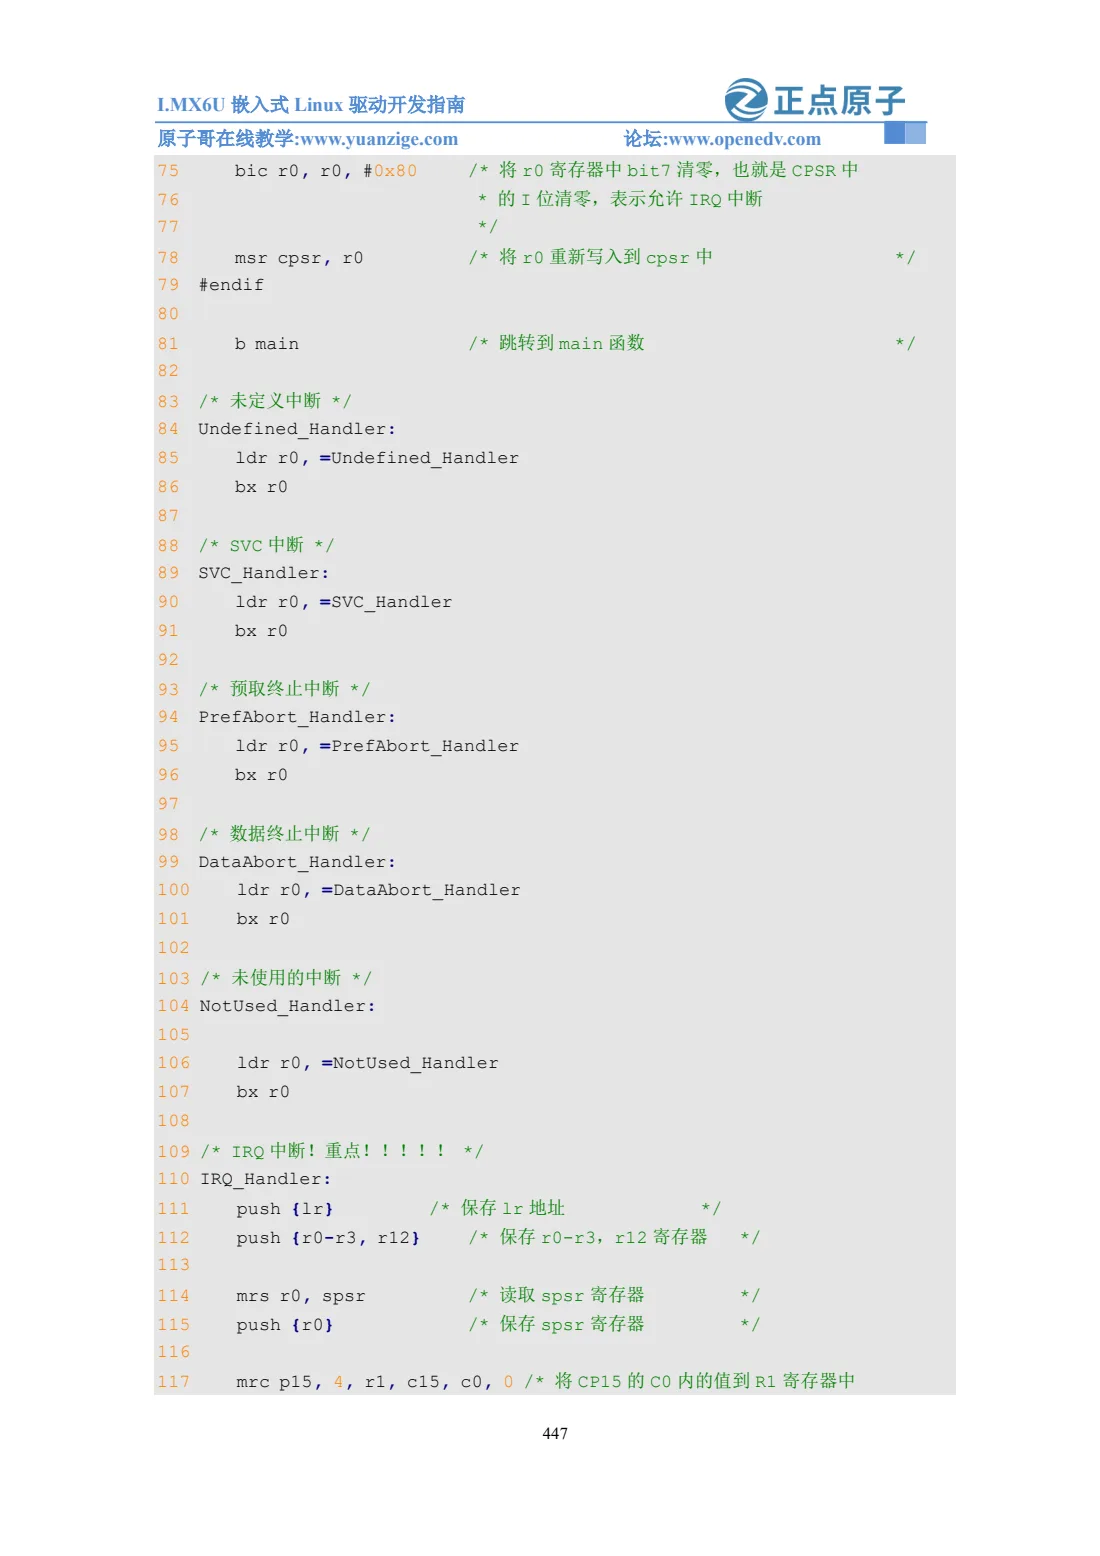 I.MX6U 嵌入式 Linux 驱动开发指南
正点原子
原子哥在线教学:www.yuanzige.com 论坛:www.openedv.com
75 bic r0, r0, #0x80 /* 将 r0 寄存器中 bit7 清零，也就是 CPSR 中
76 * 的 I 位清零，表示允许 IRQ 中断
77 */
78 msr cpsr, r0 /* 将 r0 重新写入到 cpsr 中 */
79 #endif
80
81 b main /* 跳转到 main 函数 */
82
83 /* 未定义中断 */
84 Undefined_Handler:
85 ldr r0, =Undefined_Handler
86 bx r0
87
88 /* SVC 中断 */
89 SVC_Handler:
90 ldr r0, =SVC_Handler
91 bx r0
92
93 /* 预取终止中断 */
94 PrefAbort_Handler:
95 ldr r0, =PrefAbort_Handler
96 bx r0
97
98 /* 数据终止中断 */
99 DataAbort_Handler:
100 ldr r0, =DataAbort_Handler
101 bx r0
102
103 /* 未使用的中断 */
104 NotUsed_Handler:
105
106 ldr r0, =NotUsed_Handler
107 bx r0
108
109 /* IRQ 中断！重点！！！！！ */
110 IRQ_Handler:
111 push {lr} /* 保存 lr 地址 */
112 push {r0-r3, r12} /* 保存 r0-r3，r12 寄存器 */
113
114 mrs r0, spsr /* 读取 spsr 寄存器 */
115 push {r0} /* 保存 spsr 寄存器 */
116
117 mrc p15, 4, r1, c15, c0, 0 /* 将 CP15 的 C0 内的值到 R1 寄存器中
447